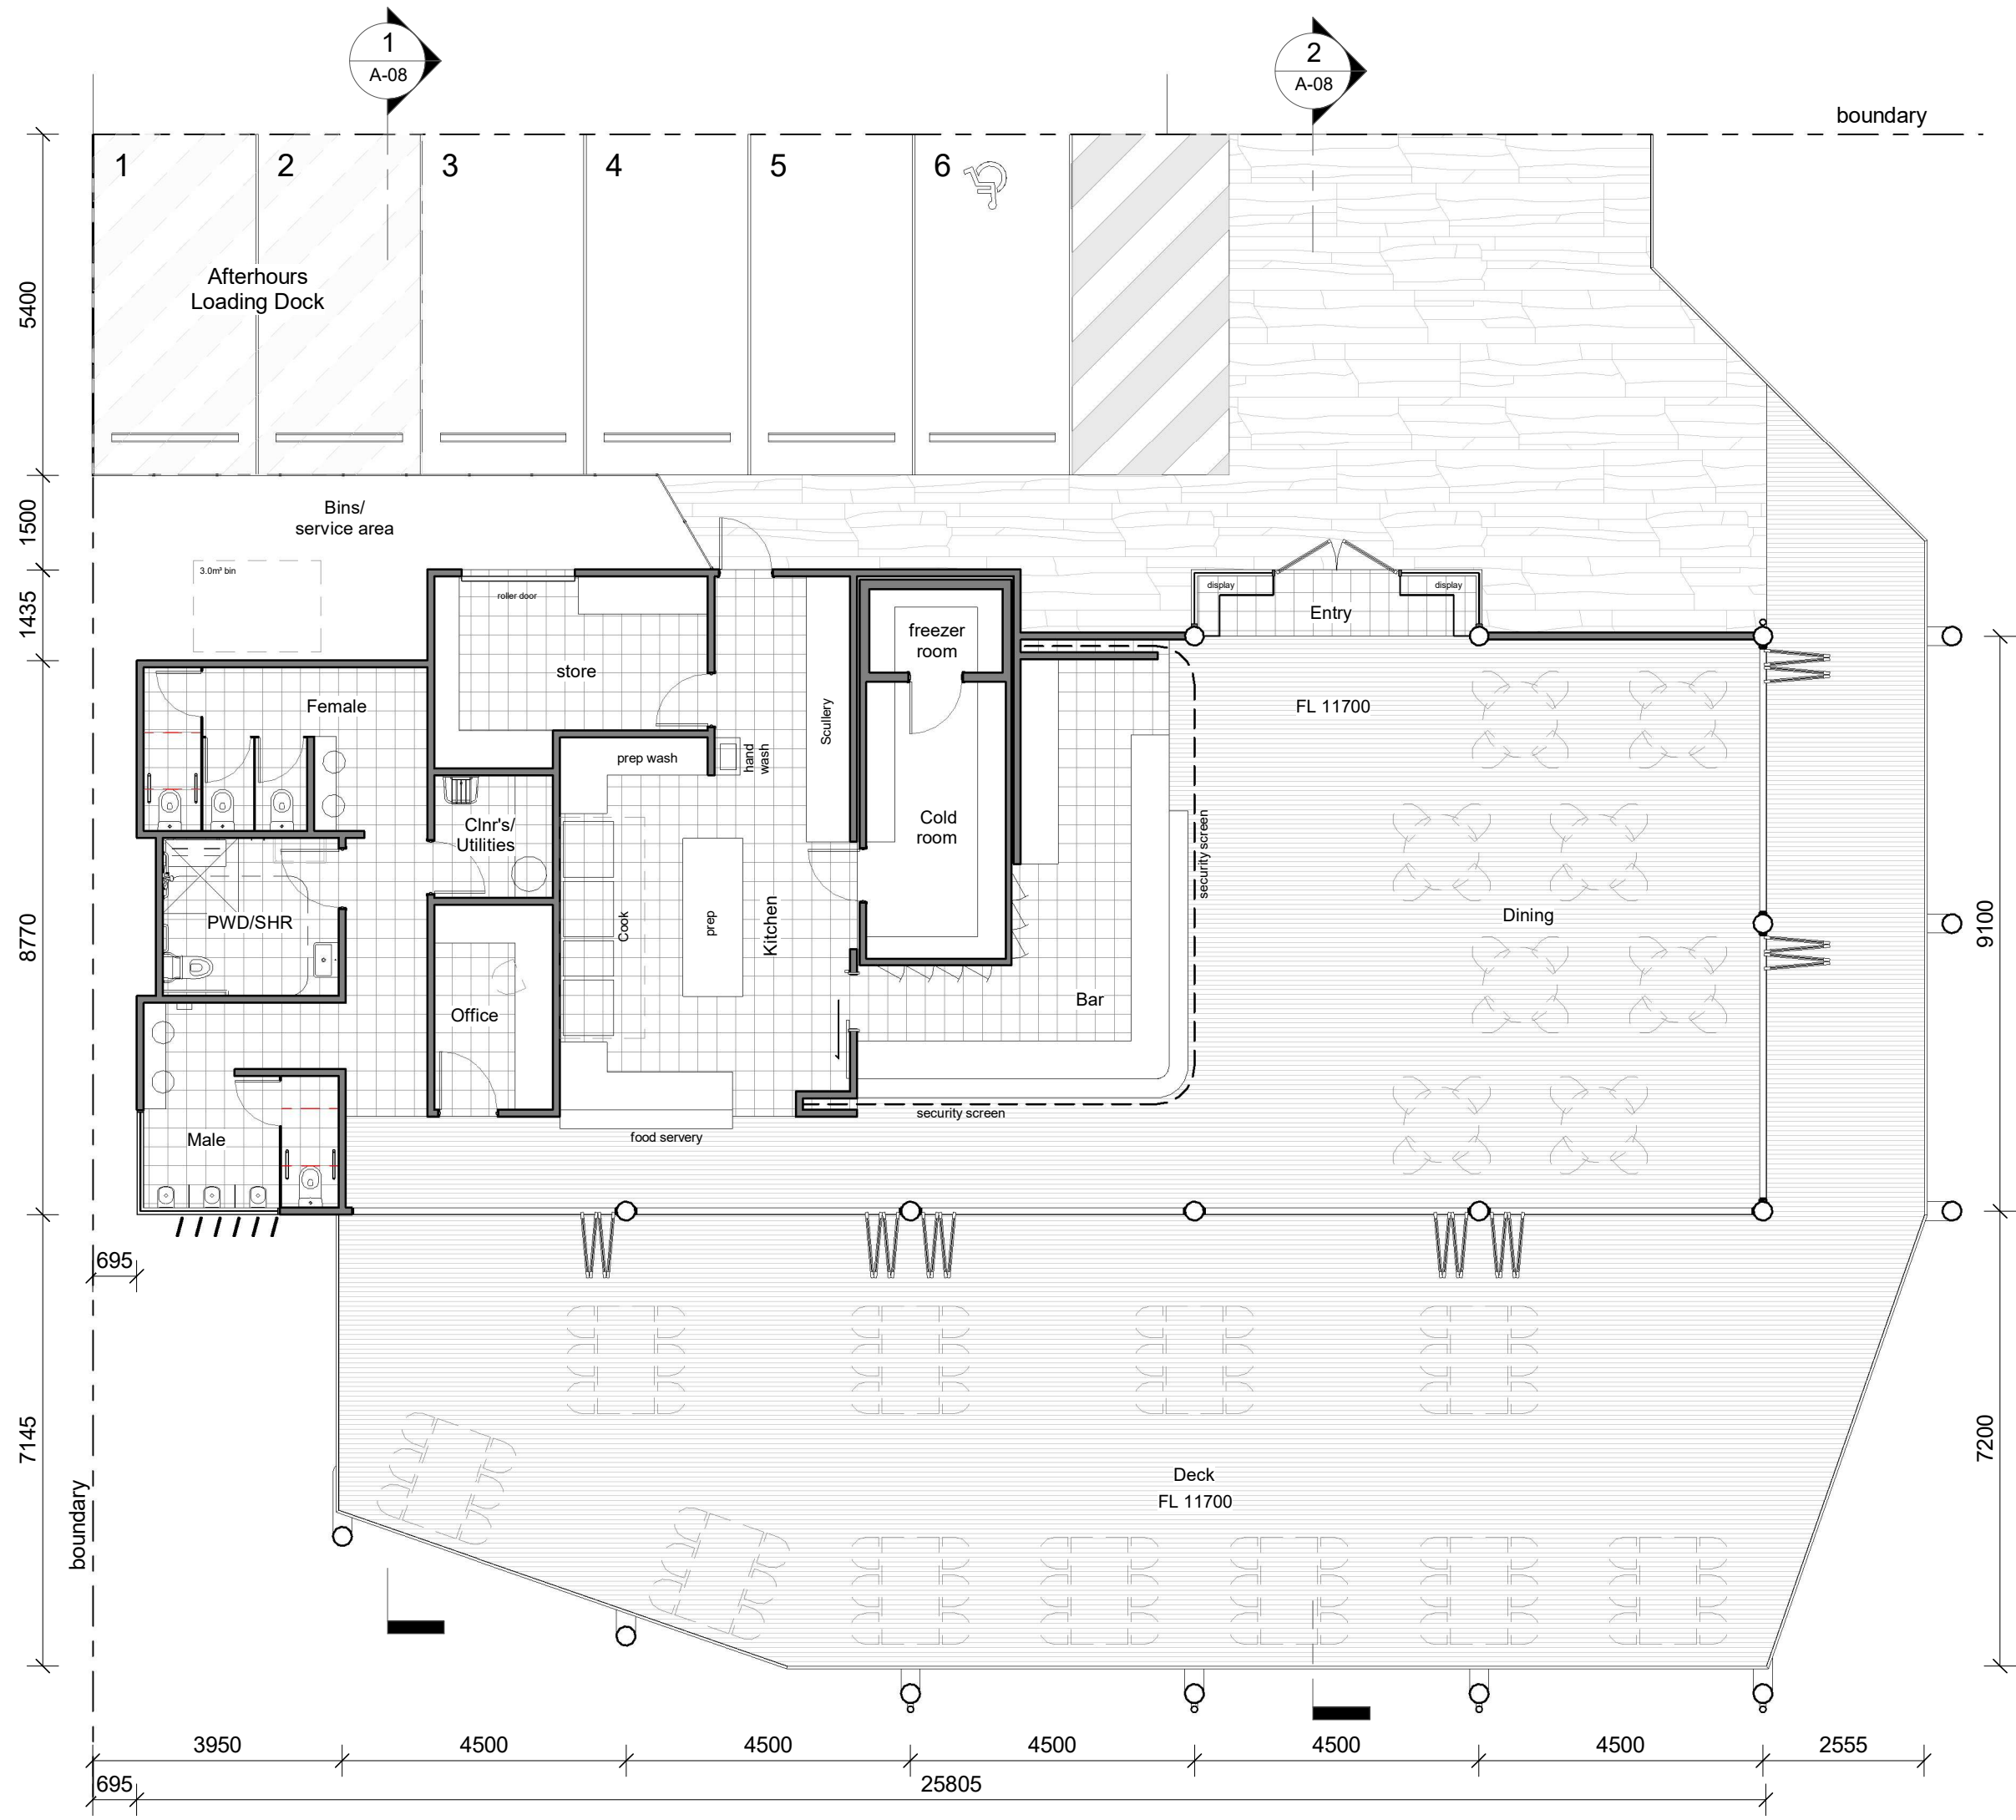 1
A-08
2
A-08
boundary
1
2
3
4
5
6
Afterhours
Loading Dock
5400
1500
Bins/
service area
3.0m³ bin
1435
roller door
display
display
Entry
freezer
room
store
Female
Scullery
FL 11700
prep wash
hand
wash
Clnr's/
Utilities
Cold
room
security screen
PWD/SHR
Cook
prep
Kitchen
Dining
8770
9100
Office
Bar
security screen
food servery
Male
695
7145
7200
Deck
FL 11700
boundary
3950
4500
4500
4500
4500
4500
2555
695
25805